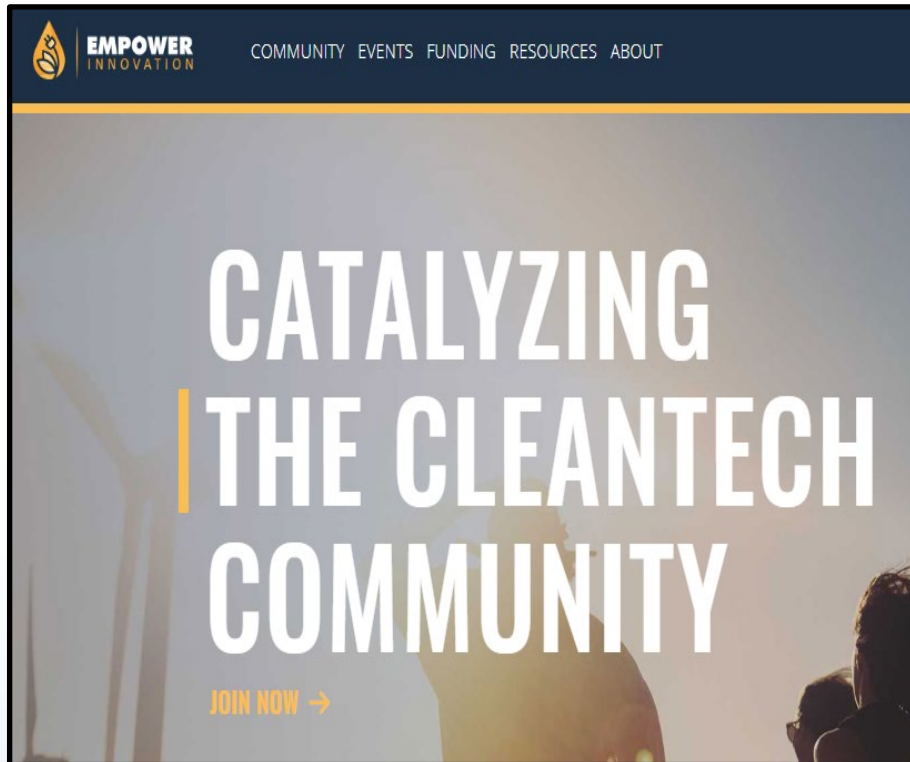 EMPOWER
INNOVATION
COMMUNITY EVENTS FUNDING RESOURCES ABOUT
CATALYZING
THE CLEANTECH
COMMUNITY
JOIN NOW →